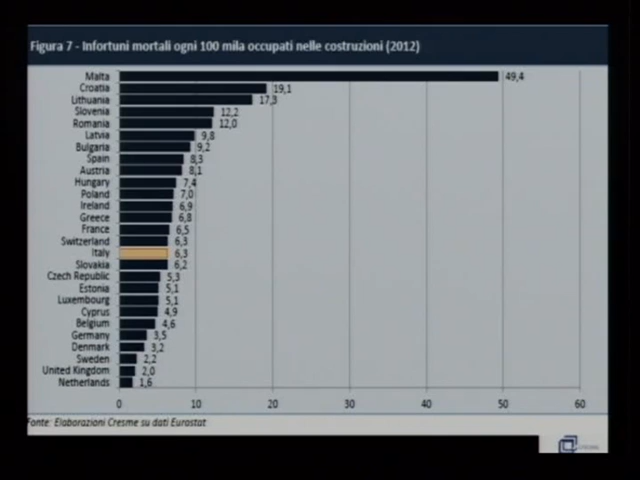 Figura 7 - Infortuni mortali ogni 100 mila occupati nelle costruzioni (2012)
Malta 49,4
Croatia 19,1
Lithuania 17,3
Slovenia 12,2
Romania 12,0
Latvia 9,8
Bulgaria 9,2
Spain 8,3
Austria 8,1
Hungary 7,4
Poland 7,0
Ireland 6,9
Greece 6,8
France 6,5
Switzerland 6,3
Italy 6,3
Slovakia 6,2
Czech Republic 5,3
Estonia 5,1
Luxembourg 5,1
Cyprus 4,9
Belgium 4,6
Germany 3,5
Denmark 3,2
Sweden 2,2
United Kingdom 2,0
Netherlands 1,6
0 10 20 30 40 50 60
Fonte: Elaborazioni Cresme su dati Eurostat